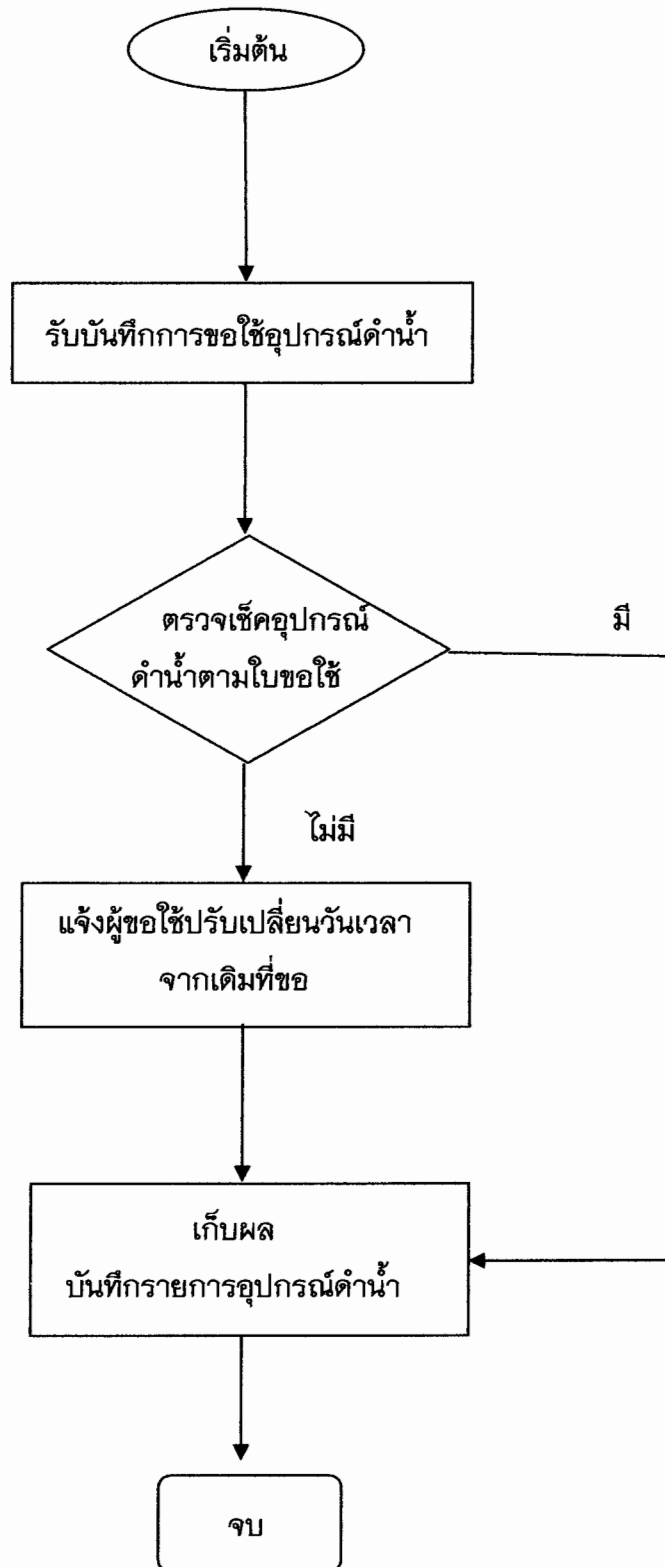 เริ่มต้น
รับบันทึกการขอใช้อุปกรณ์ดำน้ำ
ตรวจเช็คอุปกรณ์
ดำน้ำตามใบขอใช้
มี
ไม่มี
แจ้งผู้ขอใช้ปรับเปลี่ยนวันเวลา
จากเดิมที่ขอ
เก็บผล
บันทึกรายการอุปกรณ์ดำน้ำ
จบ